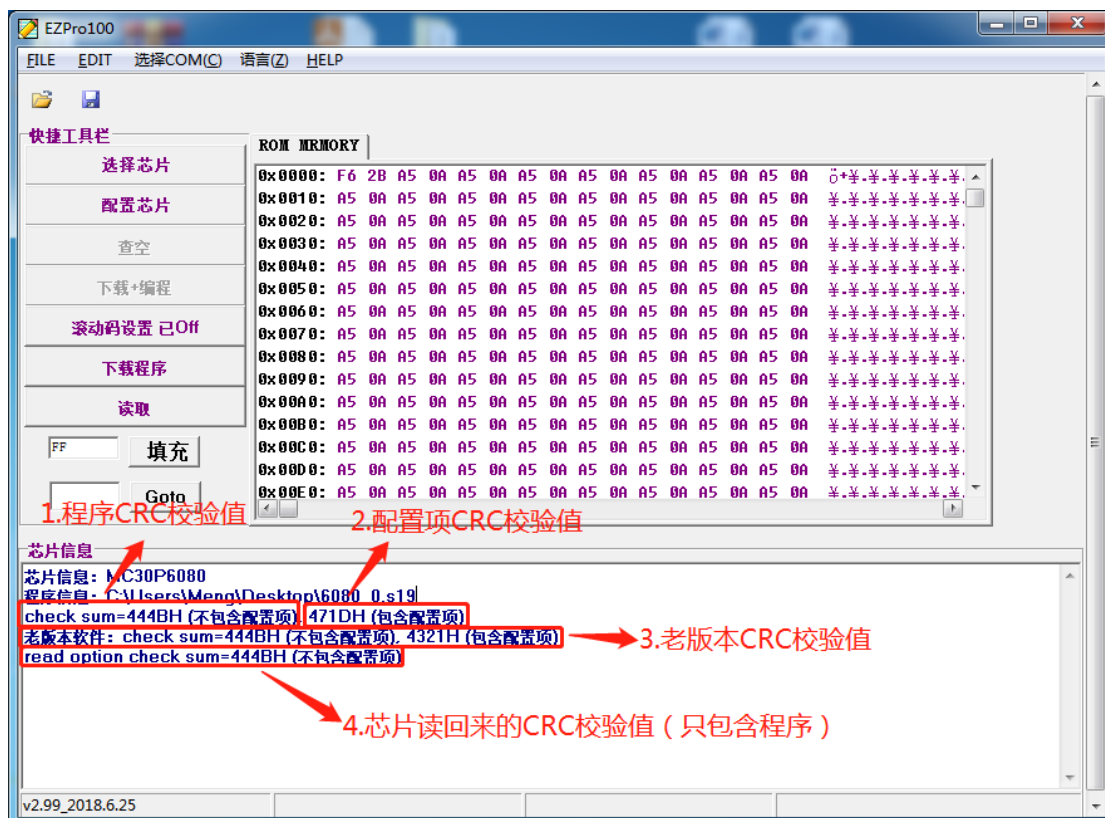 EZPro100
FILE EDIT 选择COM(C) 语言(Z) HELP
快捷工具栏
选择芯片
配置芯片
查空
下载+编程
滚动码设置 已Off
下载程序
读取
FF 填充
Goto
ROM MRMORY
0x0000: F6 2B A5 0A A5 0A A5 0A A5 0A A5 0A A5 0A A5 0A ö+¥.¥.¥.¥.¥.¥.
0x0010: A5 0A A5 0A A5 0A A5 0A A5 0A A5 0A A5 0A A5 0A ¥.¥.¥.¥.¥.¥.¥.
0x0020: A5 0A A5 0A A5 0A A5 0A A5 0A A5 0A A5 0A A5 0A ¥.¥.¥.¥.¥.¥.¥.
0x0030: A5 0A A5 0A A5 0A A5 0A A5 0A A5 0A A5 0A A5 0A ¥.¥.¥.¥.¥.¥.¥.
0x0040: A5 0A A5 0A A5 0A A5 0A A5 0A A5 0A A5 0A A5 0A ¥.¥.¥.¥.¥.¥.¥.
0x0050: A5 0A A5 0A A5 0A A5 0A A5 0A A5 0A A5 0A A5 0A ¥.¥.¥.¥.¥.¥.¥.
0x0060: A5 0A A5 0A A5 0A A5 0A A5 0A A5 0A A5 0A A5 0A ¥.¥.¥.¥.¥.¥.¥.
0x0070: A5 0A A5 0A A5 0A A5 0A A5 0A A5 0A A5 0A A5 0A ¥.¥.¥.¥.¥.¥.¥.
0x0080: A5 0A A5 0A A5 0A A5 0A A5 0A A5 0A A5 0A A5 0A ¥.¥.¥.¥.¥.¥.¥.
0x0090: A5 0A A5 0A A5 0A A5 0A A5 0A A5 0A A5 0A A5 0A ¥.¥.¥.¥.¥.¥.¥.
0x00A0: A5 0A A5 0A A5 0A A5 0A A5 0A A5 0A A5 0A A5 0A ¥.¥.¥.¥.¥.¥.¥.
0x00B0: A5 0A A5 0A A5 0A A5 0A A5 0A A5 0A A5 0A A5 0A ¥.¥.¥.¥.¥.¥.¥.
0x00C0: A5 0A A5 0A A5 0A A5 0A A5 0A A5 0A A5 0A A5 0A ¥.¥.¥.¥.¥.¥.¥.
0x00D0: A5 0A A5 0A A5 0A A5 0A A5 0A A5 0A A5 0A A5 0A ¥.¥.¥.¥.¥.¥.¥.
0x00E0: A5 0A A5 0A A5 0A A5 0A A5 0A A5 0A A5 0A A5 0A ¥.¥.¥.¥.¥.¥.¥.
1.程序CRC校验值
2.配置项CRC校验值
芯片信息
芯片信息：MC30P6080
程序信息：C:\Users\Meng\Desktop\6080_0.s19
check sum=444BH (不包含配置项), 471DH (包含配置项)
老版本软件：check sum=444BH (不包含配置项), 4321H (包含配置项)
3.老版本CRC校验值
read option check sum=444BH (不包含配置项)
4.芯片读回来的CRC校验值（只包含程序）
v2.99_2018.6.25